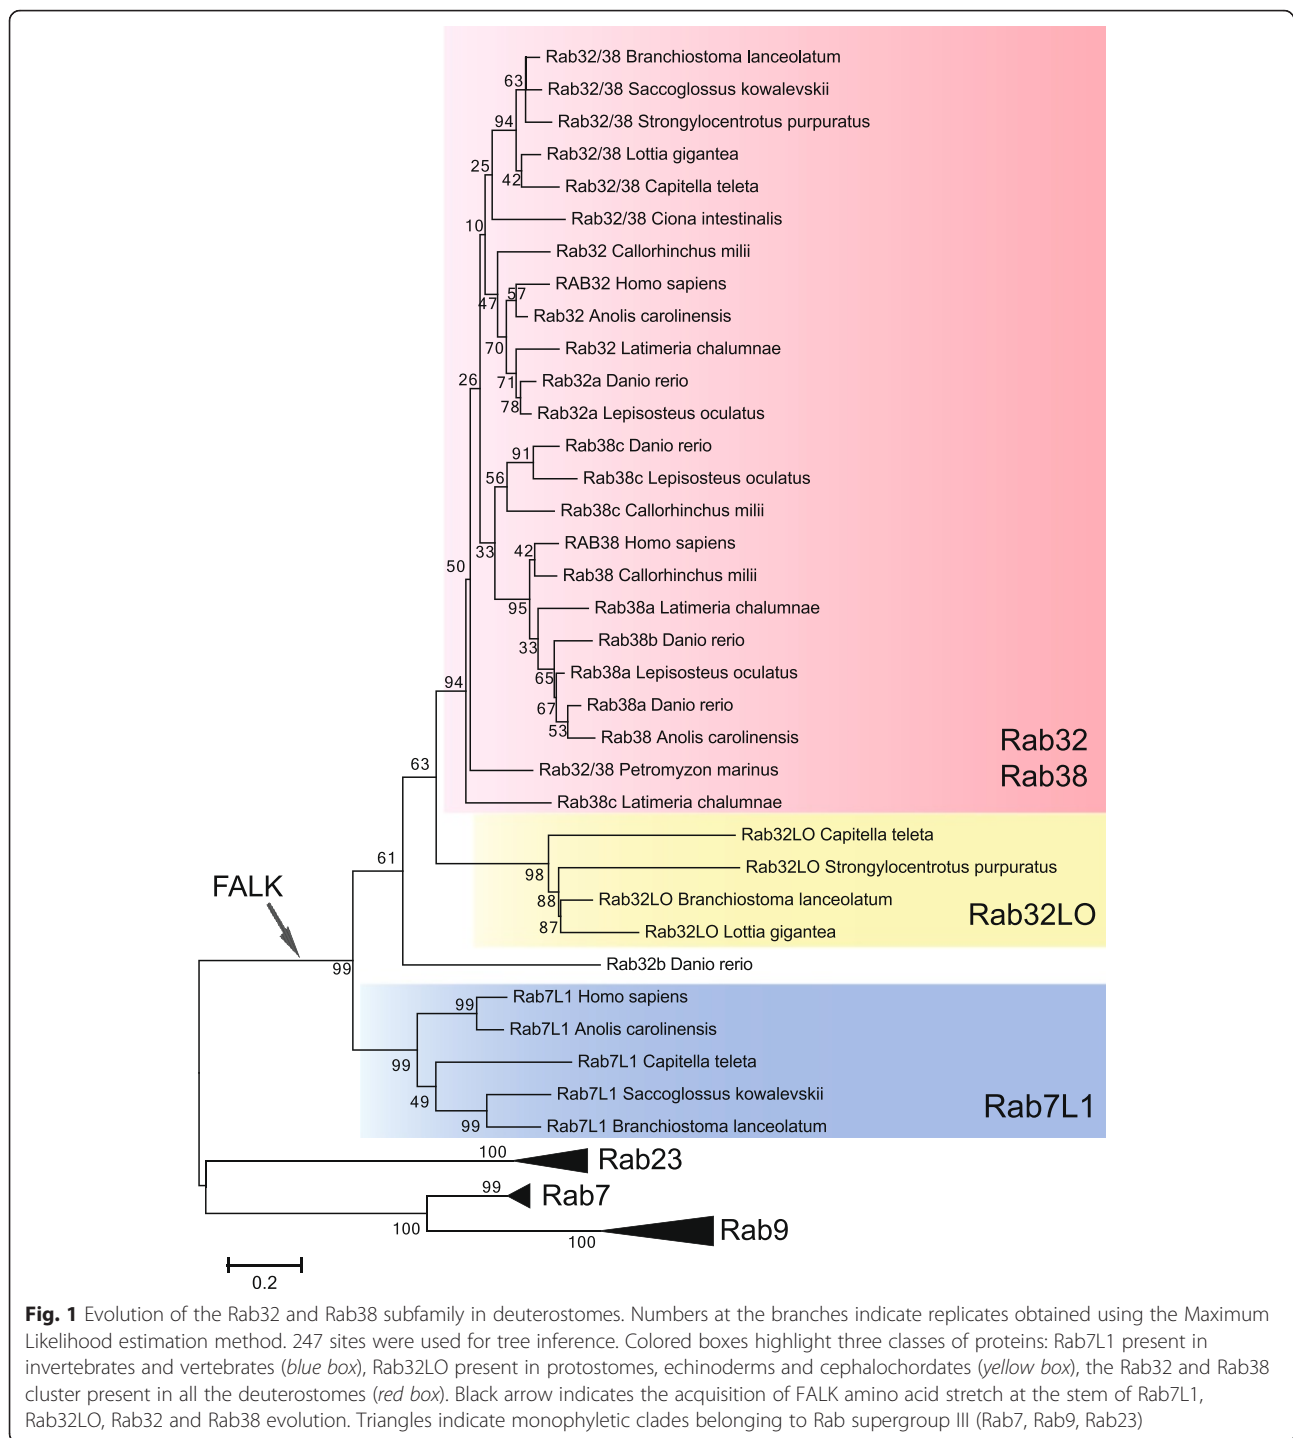 Rab32/38 Branchiostoma lanceolatum
63
Rab32/38 Saccoglossus kowalevskii
94
Rab32/38 Strongylocentrotus purpuratus
Rab32/38 Lottia gigantea
25
42
Rab32/38 Capitella teleta
10
Rab32/38 Ciona intestinalis
Rab32 Callorhinchus milii
RAB32 Homo sapiens
57
47
Rab32 Anolis carolinensis
70
Rab32 Latimeria chalumnae
26
71
Rab32a Danio rerio
78
Rab32a Lepisosteus oculatus
Rab38c Danio rerio
91
56
Rab38c Lepisosteus oculatus
Rab38c Callorhinchus milii
33
42
RAB38 Homo sapiens
50
Rab38 Callorhinchus milii
95
Rab38a Latimeria chalumnae
33
Rab38b Danio rerio
65
Rab38a Lepisosteus oculatus
94
67
Rab38a Danio rerio
53
Rab38 Anolis carolinensis
Rab32
Rab38
63
Rab32/38 Petromyzon marinus
Rab38c Latimeria chalumnae
Rab32LO Capitella teleta
61
98
Rab32LO Strongylocentrotus purpuratus
FALK
88
Rab32LO Branchiostoma lanceolatum
Rab32LO
87
Rab32LO Lottia gigantea
99
Rab32b Danio rerio
99
Rab7L1 Homo sapiens
Rab7L1 Anolis carolinensis
99
Rab7L1 Capitella teleta
49
Rab7L1 Saccoglossus kowalevskii
Rab7L1
99
Rab7L1 Branchiostoma lanceolatum
100
Rab23
99
Rab7
100
100
Rab9
0.2
Fig. 1 Evolution of the Rab32 and Rab38 subfamily in deuterostomes. Numbers at the branches indicate replicates obtained using the Maximum
Likelihood estimation method. 247 sites were used for tree inference. Colored boxes highlight three classes of proteins: Rab7L1 present in
invertebrates and vertebrates (blue box), Rab32LO present in protostomes, echinoderms and cephalochordates (yellow box), the Rab32 and Rab38
cluster present in all the deuterostomes (red box). Black arrow indicates the acquisition of FALK amino acid stretch at the stem of Rab7L1,
Rab32LO, Rab32 and Rab38 evolution. Triangles indicate monophyletic clades belonging to Rab supergroup III (Rab7, Rab9, Rab23)